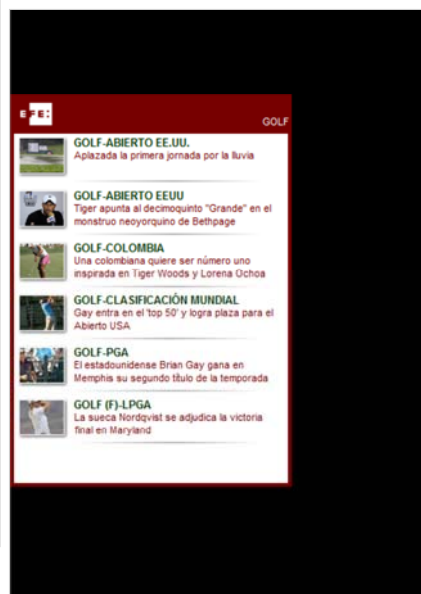 EFE:
GOLF
GOLF-ABIERTO EE.UU.
Aplazada la primera jornada por la lluvia
GOLF-ABIERTO EEUU
Tiger apunta al decimoquinto "Grande" en el
monstruo neoyorquino de Bethpage
GOLF-COLOMBIA
Una colombiana quiere ser número uno
inspirada en Tiger Woods y Lorena Ochoa
GOLF-CLASIFICACIÓN MUNDIAL
Gay entra en el 'top 50' y logra plaza para el
Abierto USA
GOLF-PGA
El estadounidense Brian Gay gana en
Memphis su segundo título de la temporada
GOLF (F)-LPGA
La sueca Nordqvist se adjudica la victoria
final en Maryland